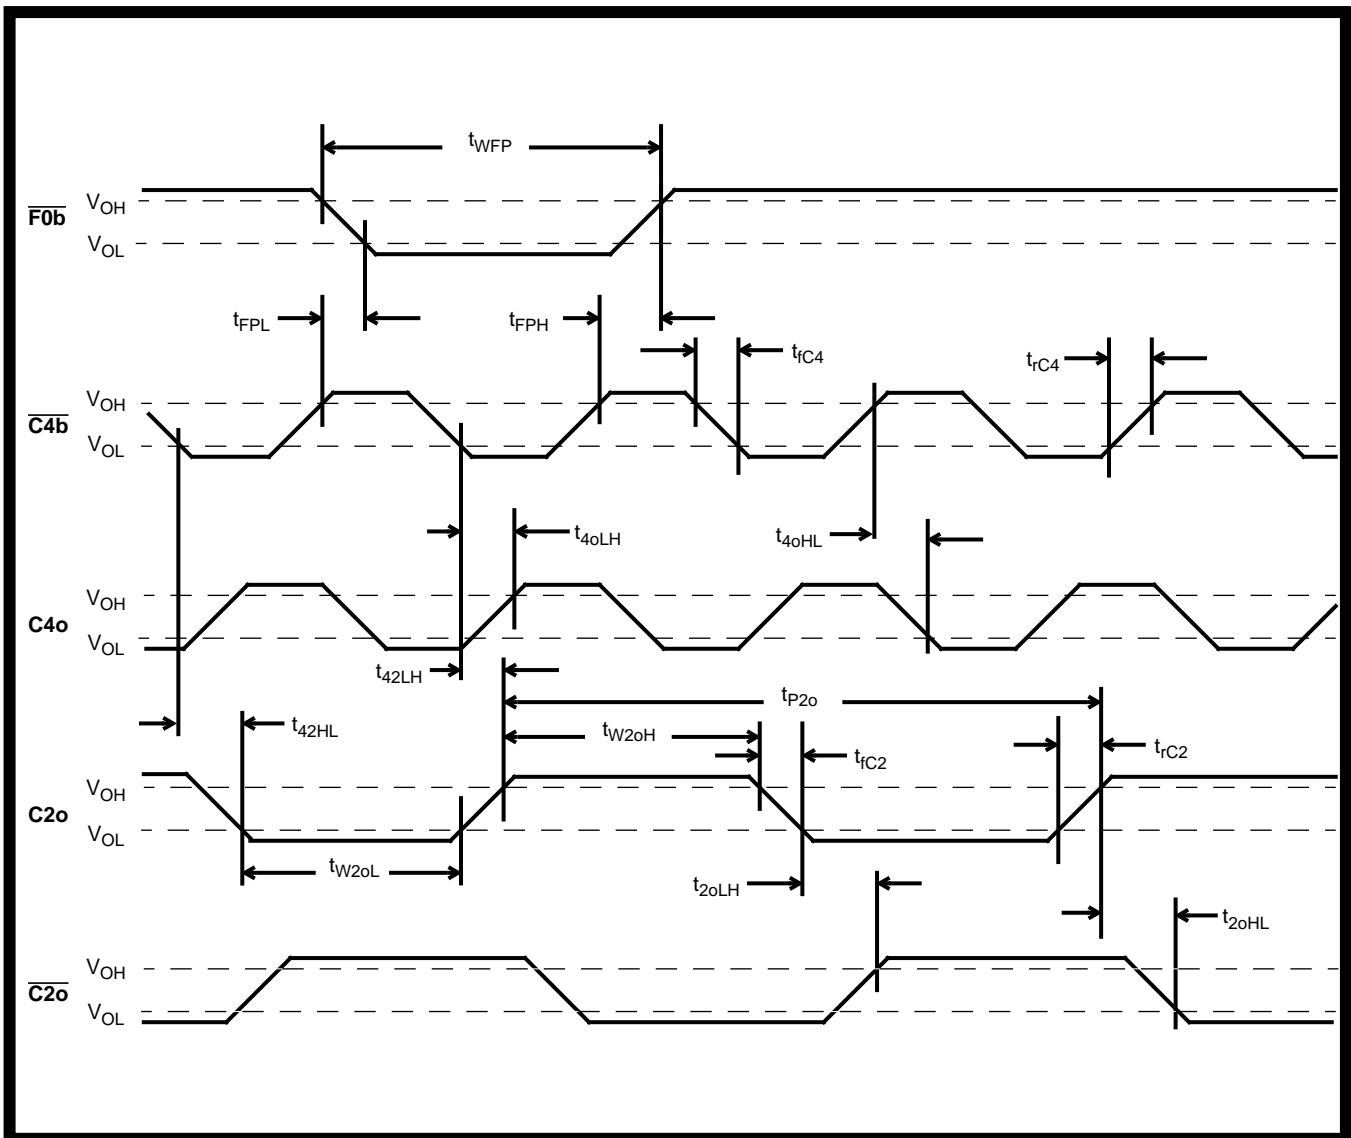 tWFP
VOH
F0b
VOL
tFPL
tFPH
tfC4
trC4
VOH
C4b
VOL
t4oLH
t4oHL
VOH
C4o
VOL
t42LH
tP2o
t42HL
tW2oH
tfC2
trC2
VOH
C2o
VOL
tW2oL
t2oLH
t2oHL
VOH
C2o
VOL